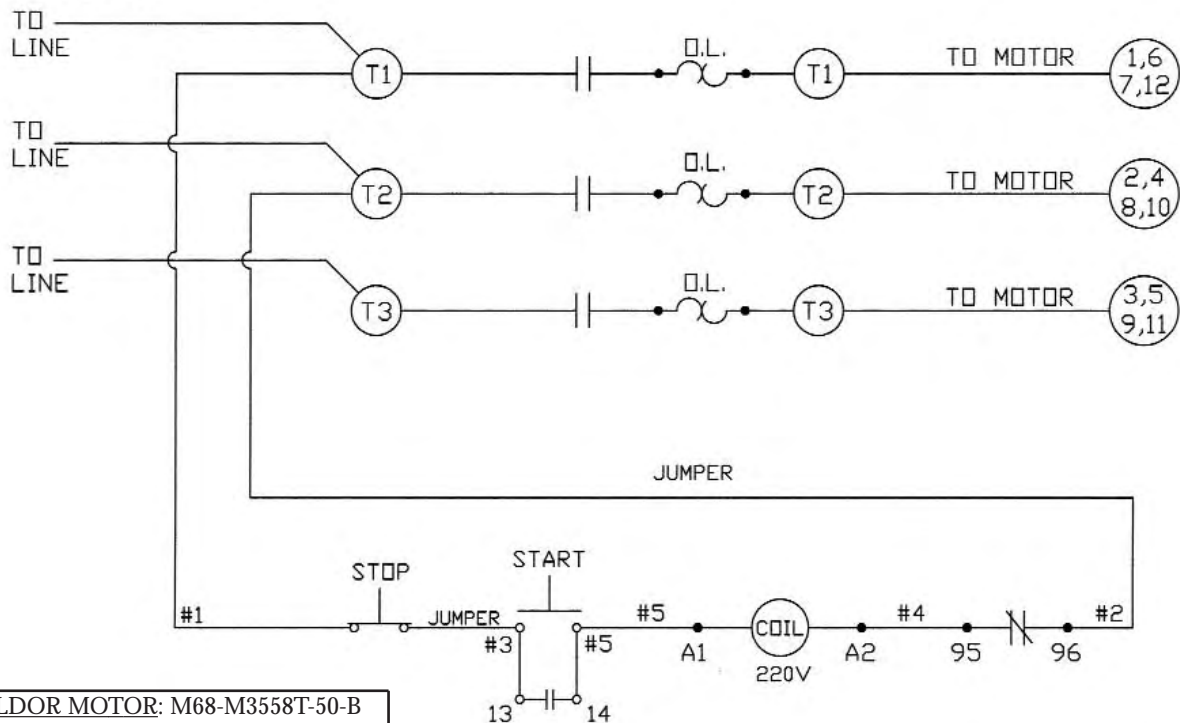 TO
LINE
T1
O.L.
T1
TO MOTOR
1,6
7,12
TO
LINE
T2
O.L.
T2
TO MOTOR
2,4
8,10
TO
LINE
T3
O.L.
T3
TO MOTOR
3,5
9,11
JUMPER
STOP
START
#1
JUMPER
#3
#5
#5
A1
COIL
220V
A2
#4
95
96
#2
13
14
LDOR MOTOR: M68-M3558T-50-B